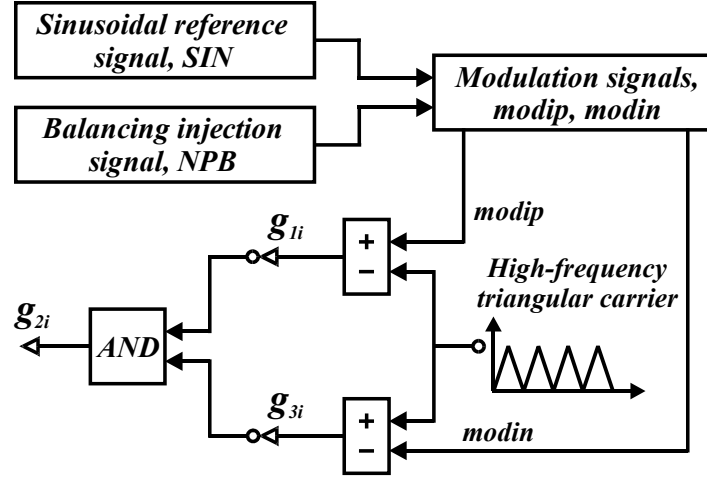 Sinusoidal reference
signal, SIN
Modulation signals,
modip, modin
Balancing injection
signal, NPB
modip
g1i
+
−
High-frequency
triangular carrier
g2i
AND
g3i
+
−
modin